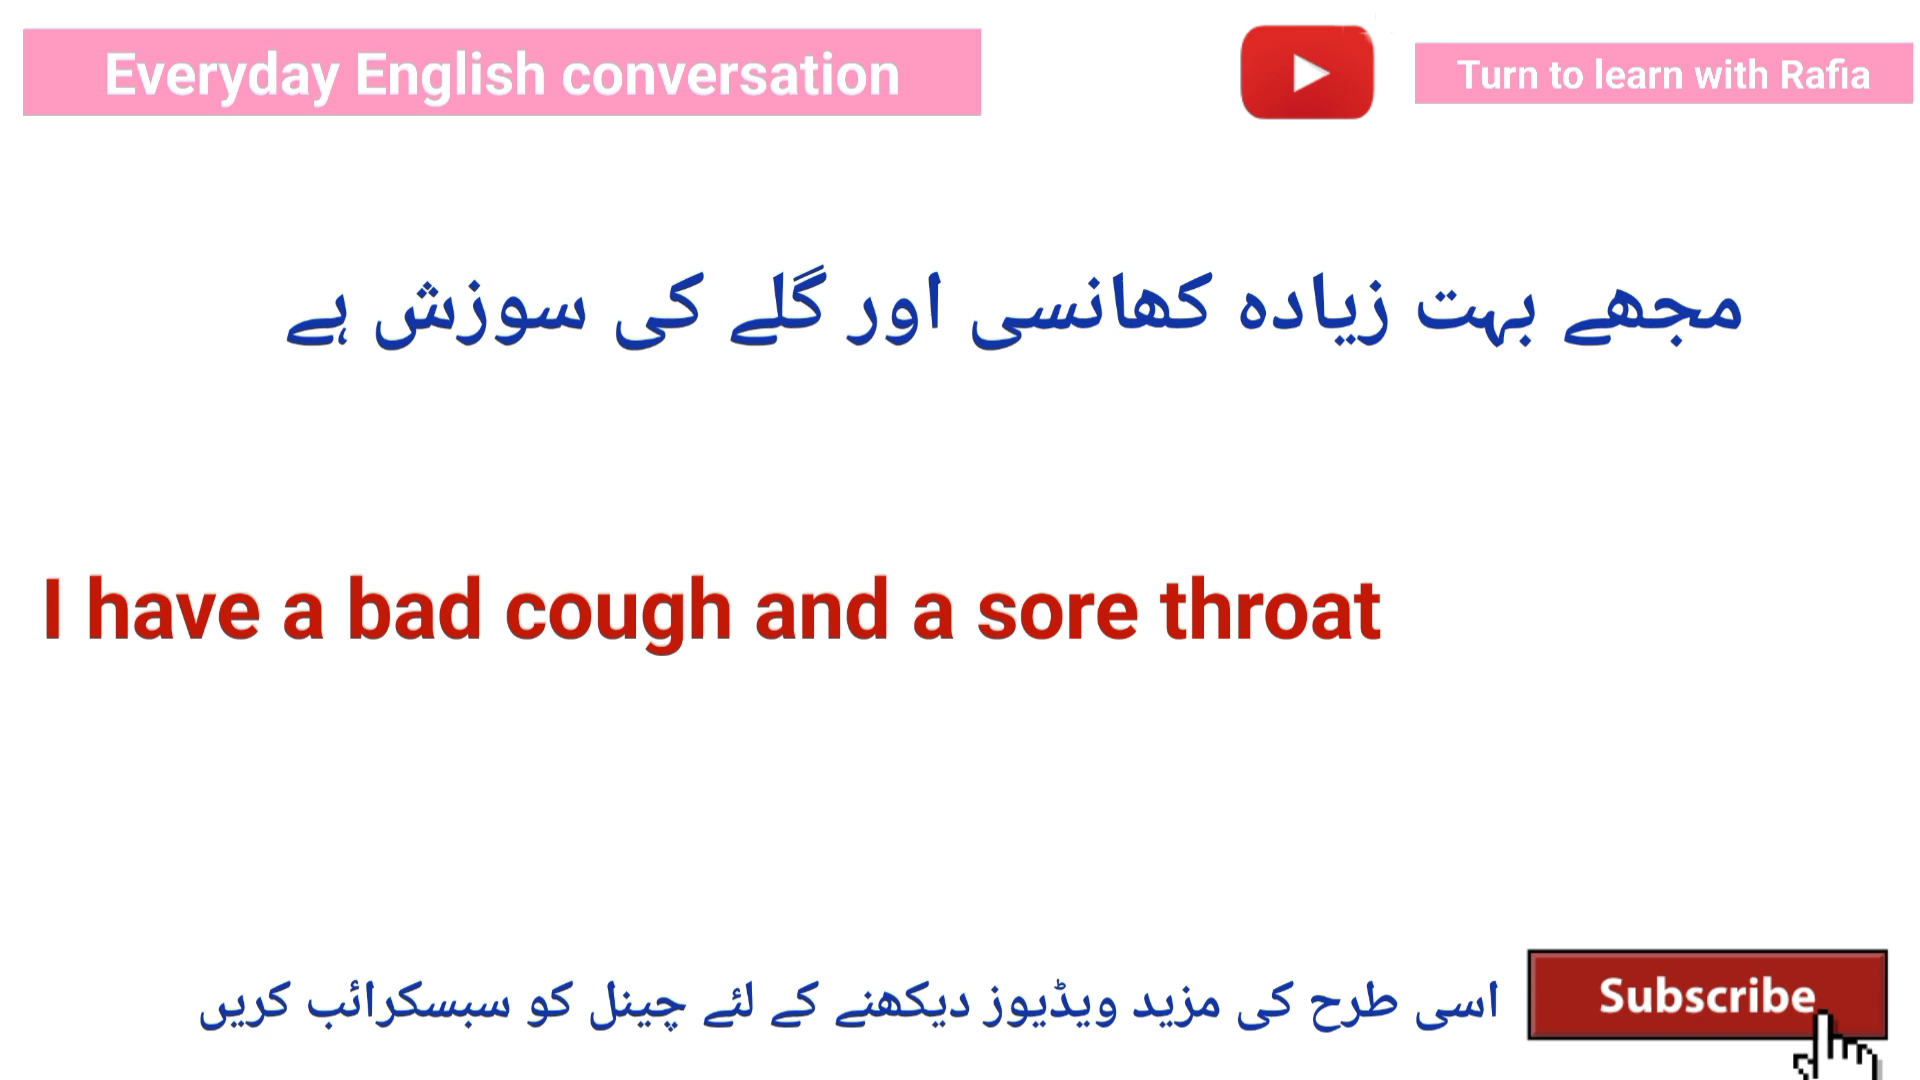 Everyday English conversation
Turn to learn with Rafia
مجھے بہت زیادہ کھانسی اور گلے کی سوزش ہے
I have a bad cough and a sore throat
اسی طرح کی مزید ویڈیوز دیکھنے کے لئے چینل کو سبسکرائب کریں
Subscribe